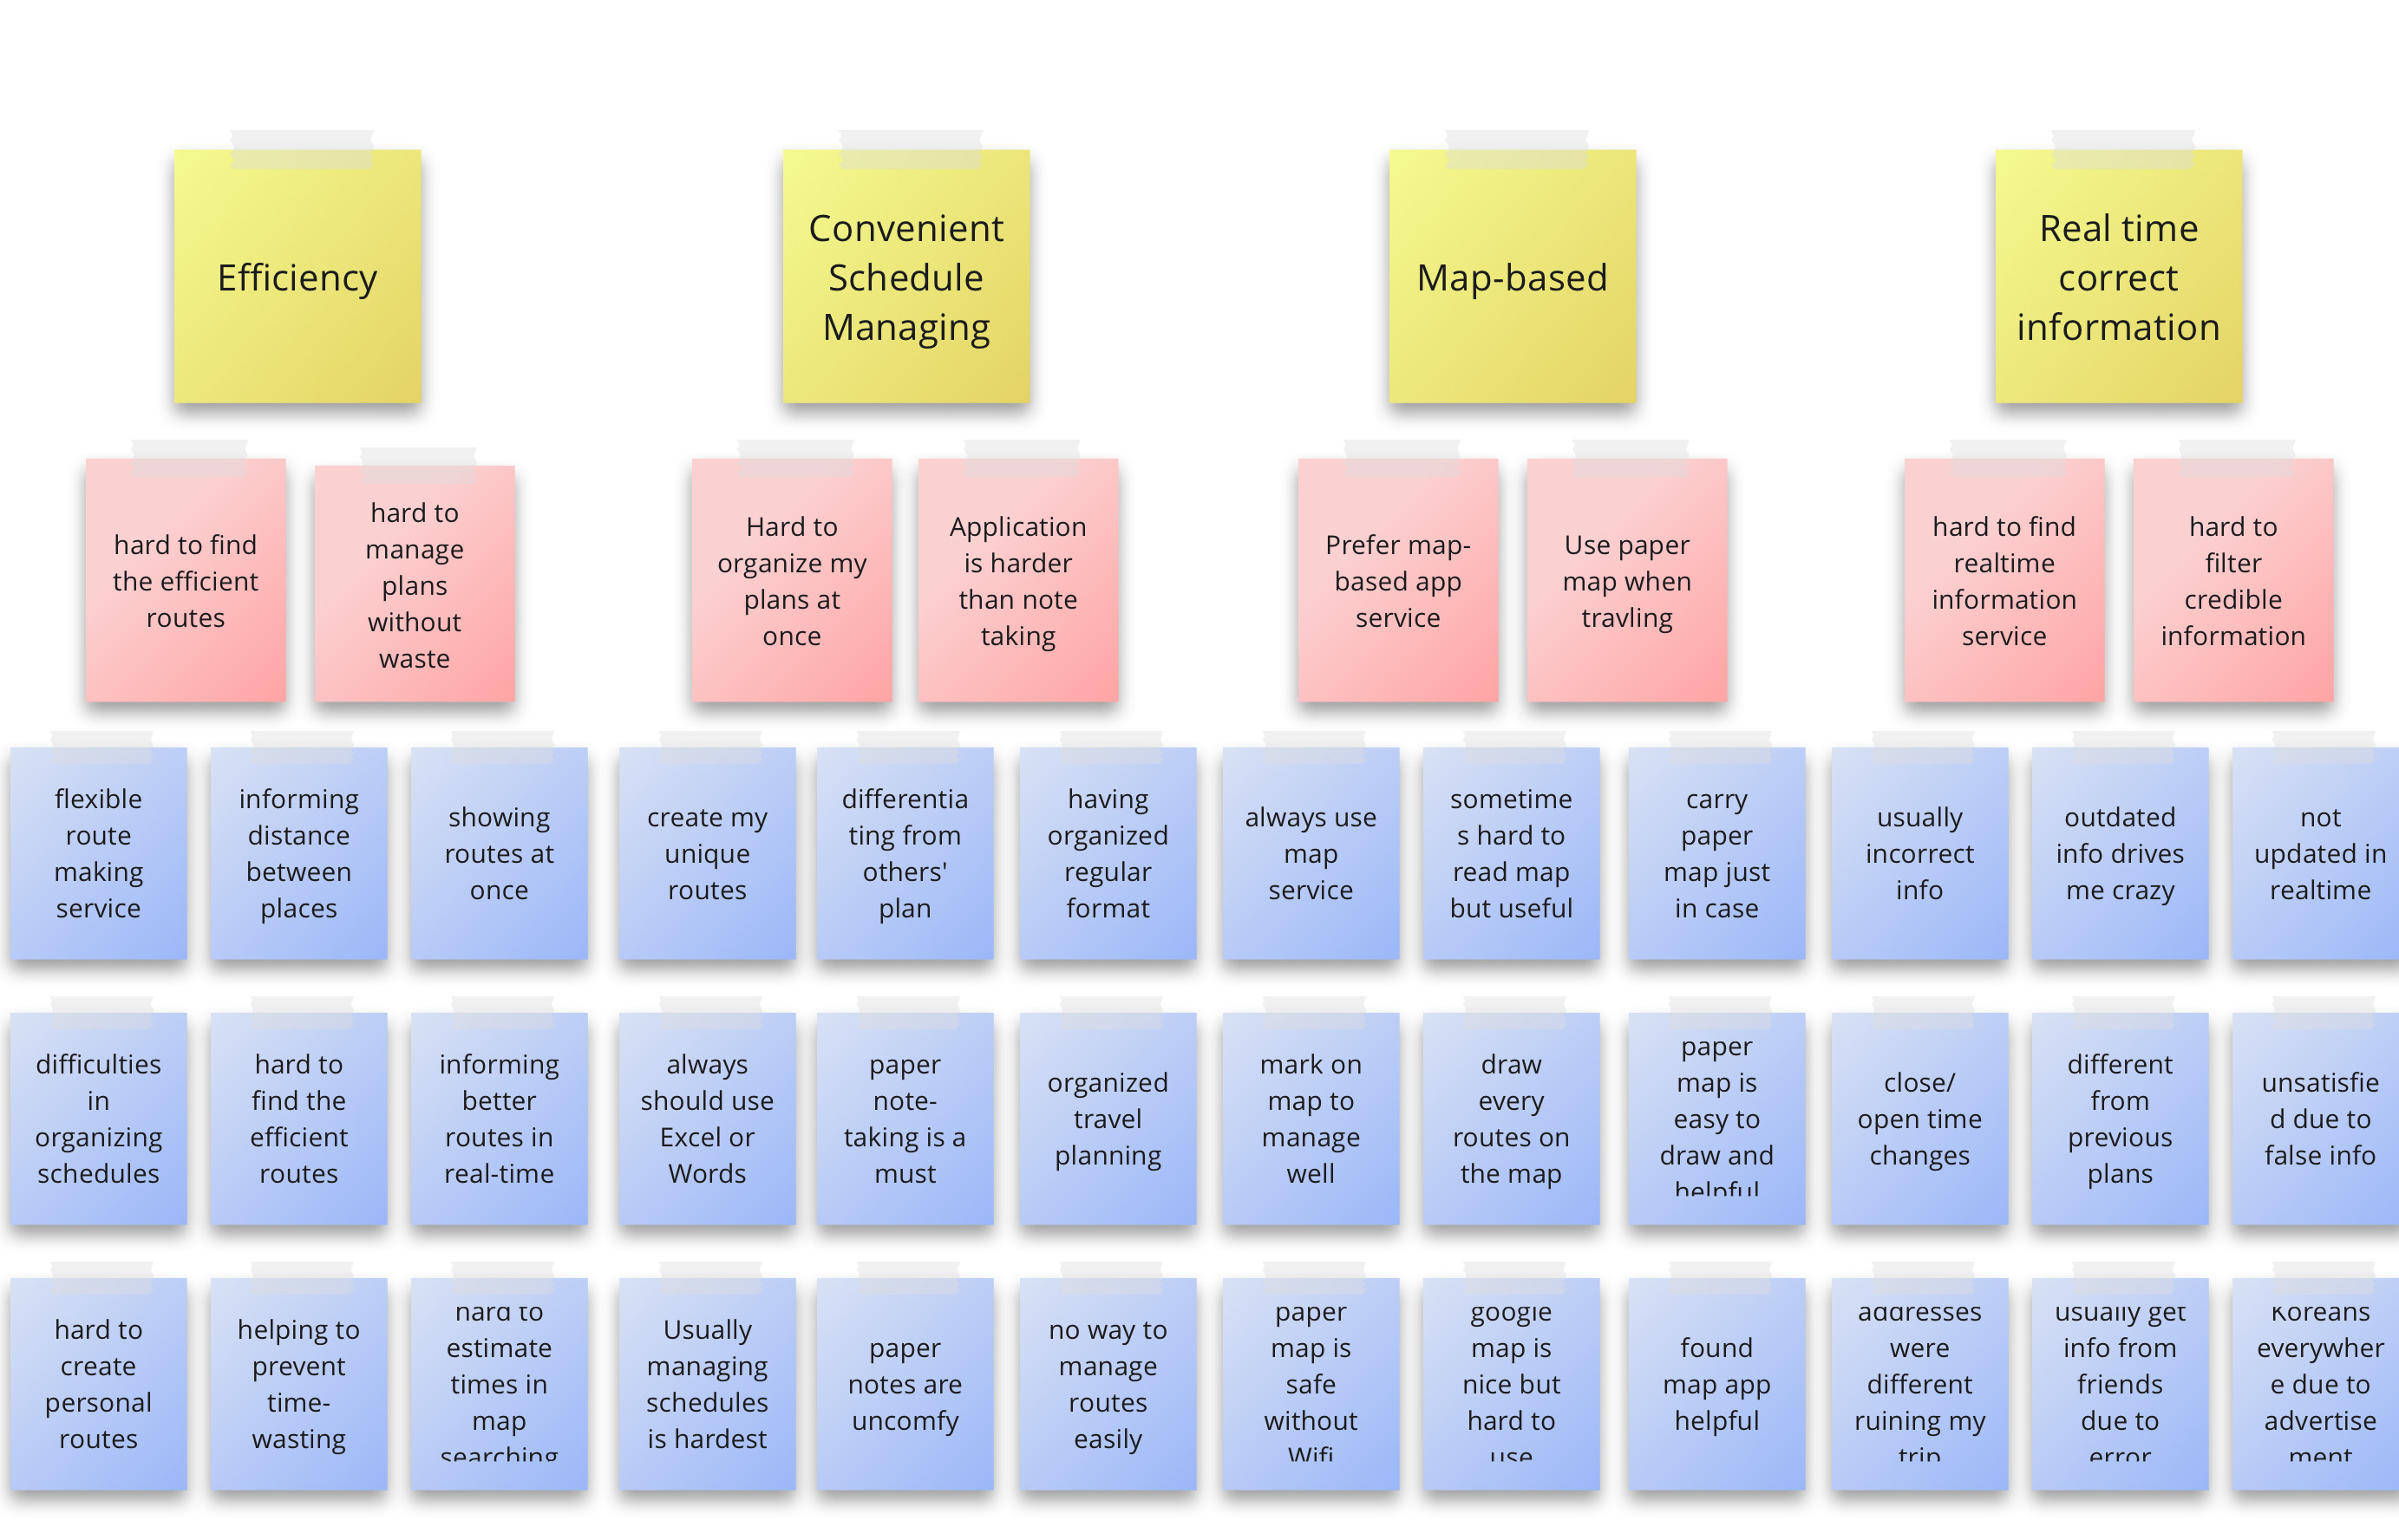 Efficiency
Convenient
Schedule
Managing
Map-based
Real time
correct
information
hard to find
the efficient
routes
hard to
manage
plans
without
waste
Hard to
organize my
plans at
once
Application
is harder
than note
taking
Prefer map-
based app
service
Use paper
map when
travling
hard to find
realtime
information
service
hard to
filter
credible
information
flexible
route
making
service
informing
distance
between
places
showing
routes at
once
create my
unique
routes
differentia
ting from
others'
plan
having
organized
regular
format
always use
map
service
sometime
s hard to
read map
but useful
carry
paper
map just
in case
usually
incorrect
info
outdated
info drives
me crazy
not
updated in
realtime
difficulties
in
organizing
schedules
hard to
find the
efficient
routes
informing
better
routes in
real-time
always
should use
Excel or
Words
paper
note-
taking is a
must
organized
travel
planning
mark on
map to
manage
well
draw
every
routes on
the map
paper
map is
easy to
draw and
helpful
close/
open time
changes
different
from
previous
plans
unsatisfie
d due to
false info
hard to
create
personal
routes
helping to
prevent
time-
wasting
hard to
estimate
times in
map
searching
Usually
managing
schedules
is hardest
paper
notes are
uncomfy
no way to
manage
routes
easily
paper
map is
safe
without
Wifi
google
map is
nice but
hard to
use
found
map app
helpful
addresses
were
different
ruining my
trip
usually get
info from
friends
due to
error
Koreans
everywher
e due to
advertise
ment